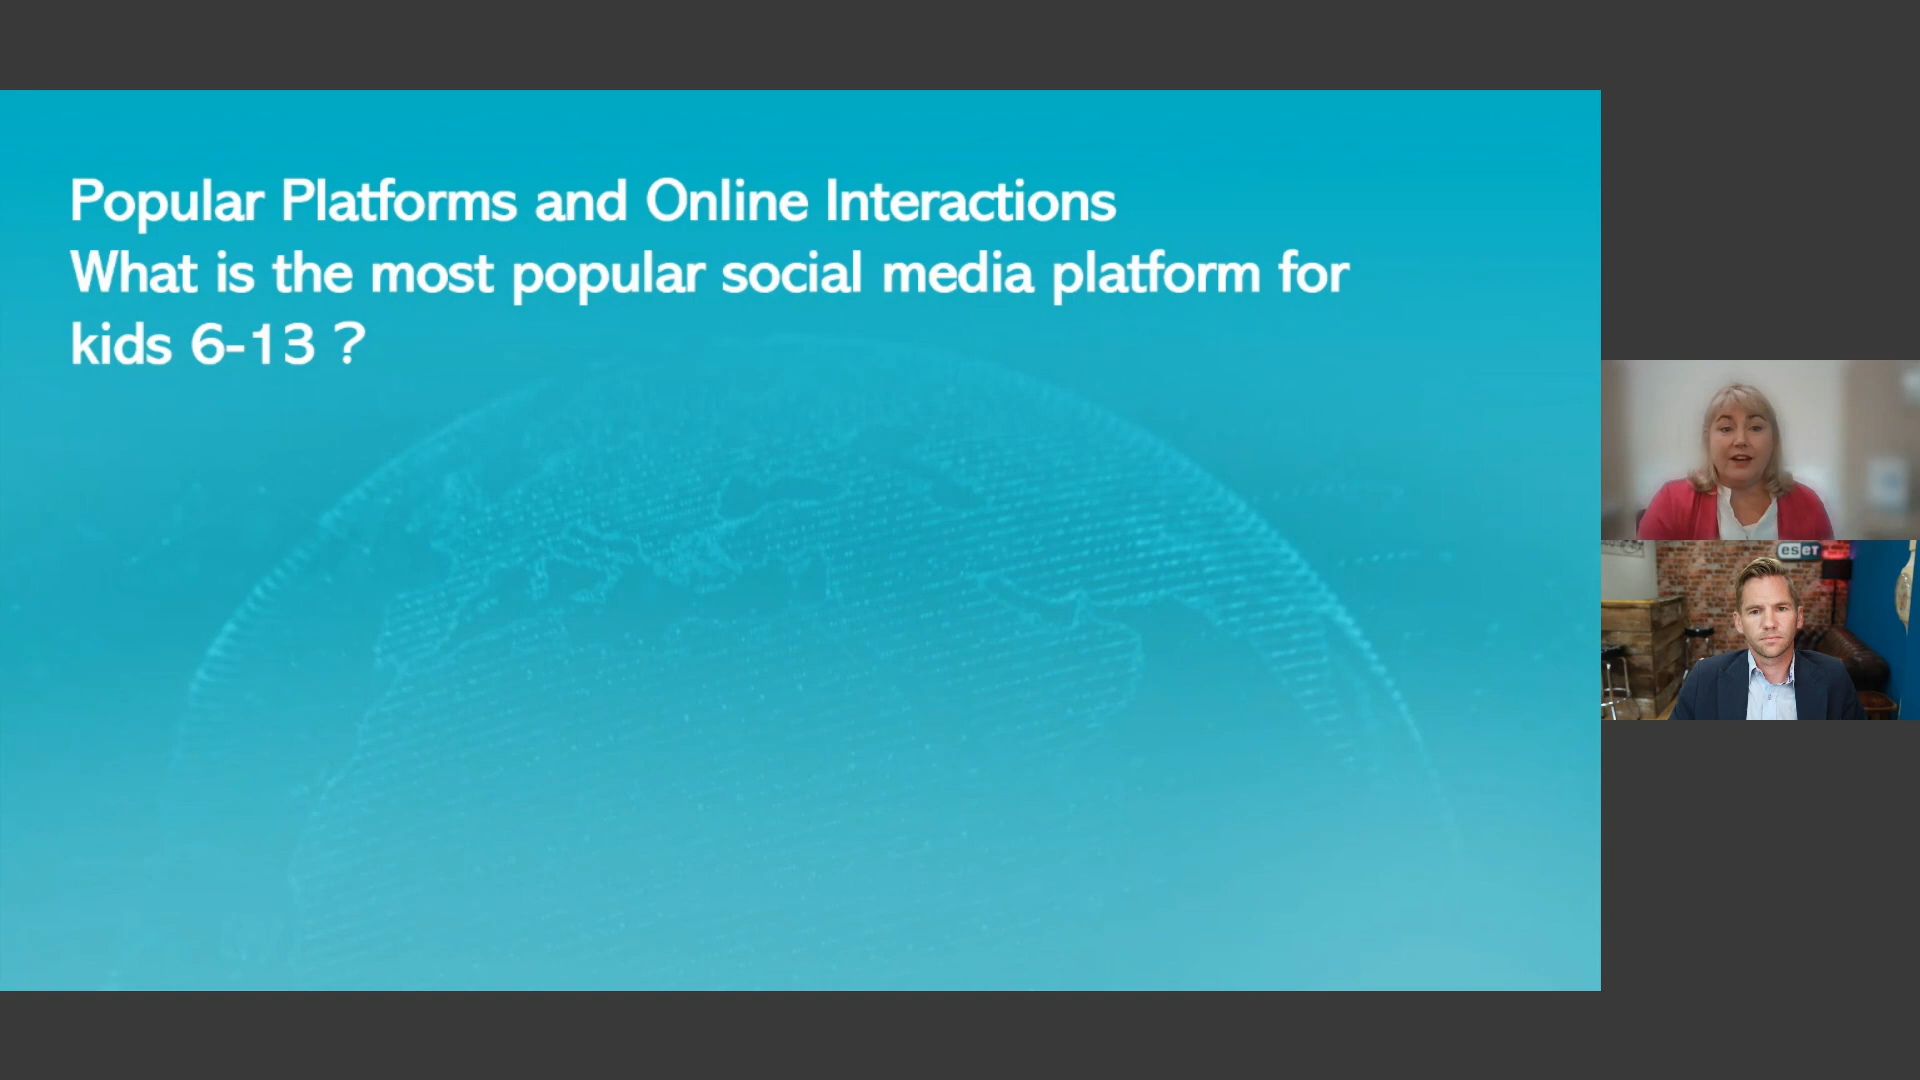 Popular Platforms and Online Interactions
What is the most popular social media platform for
kids 6-13 ?
eseT